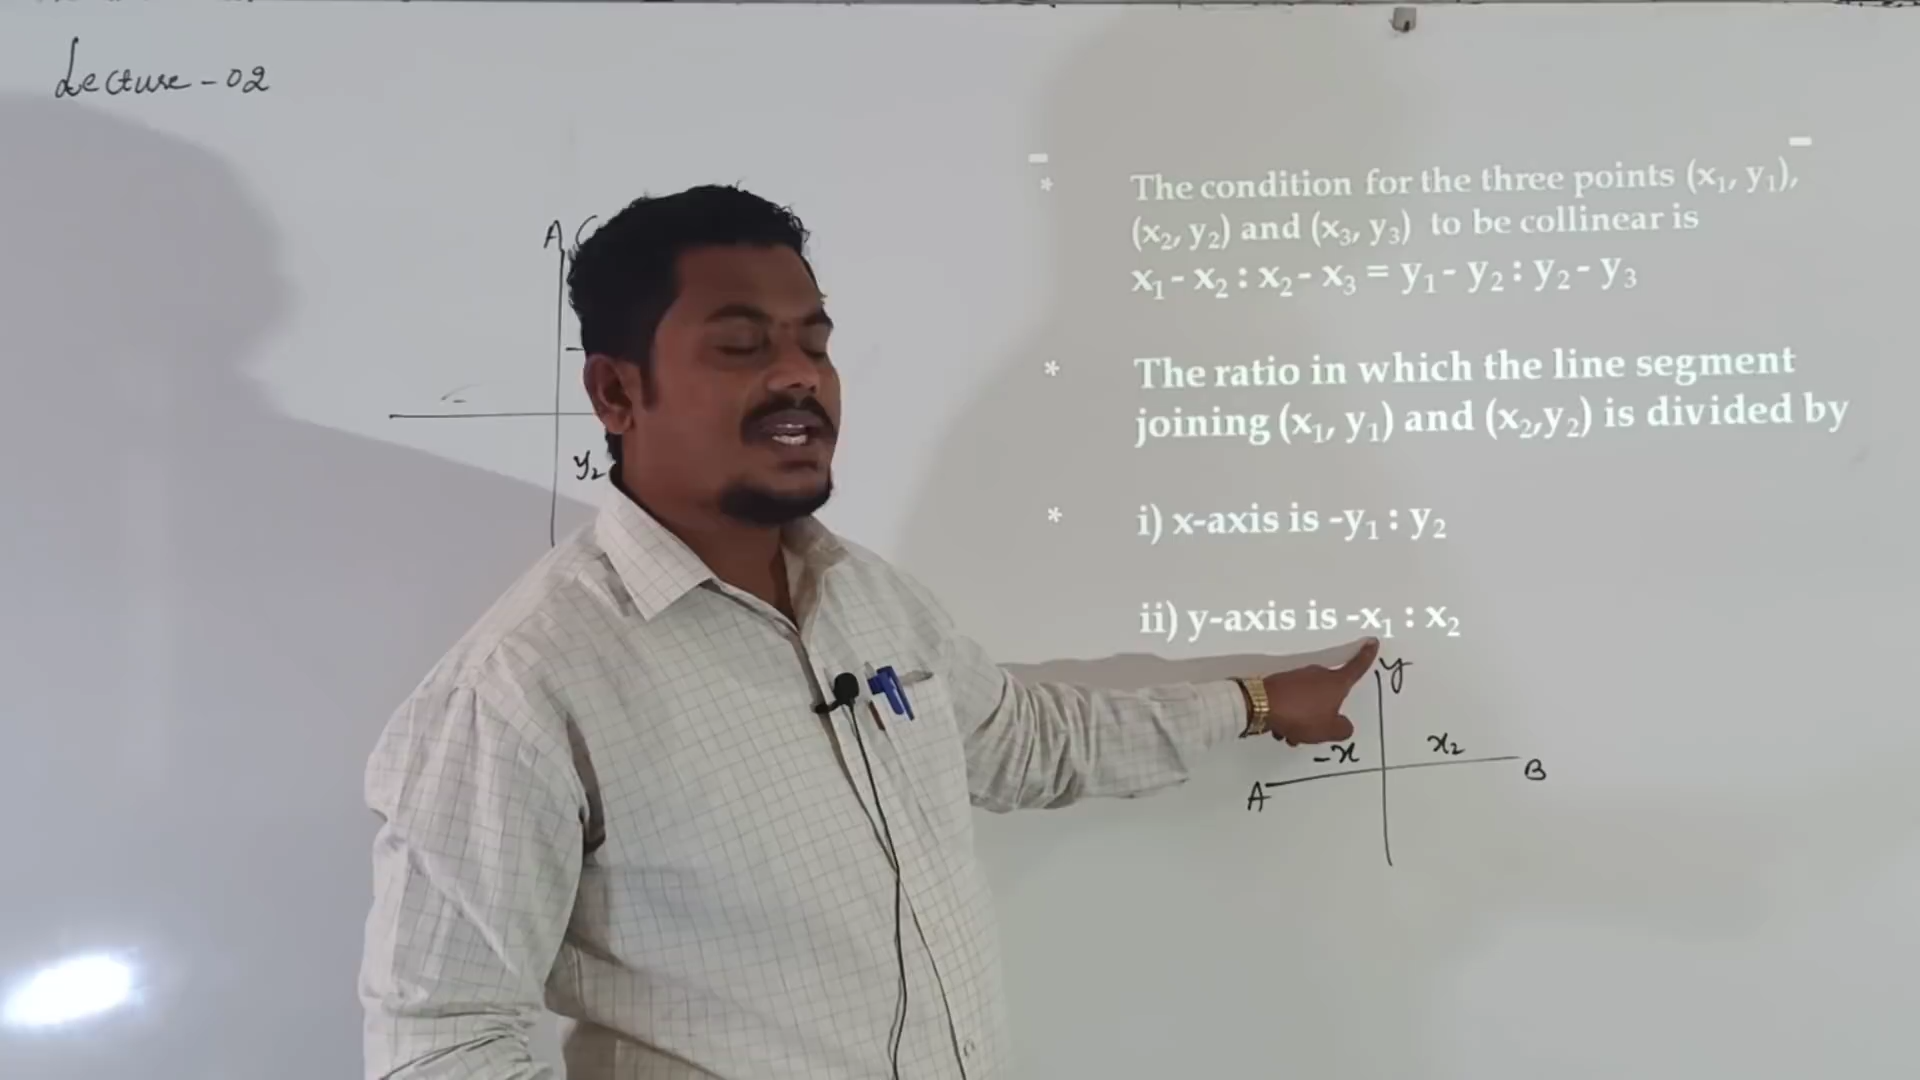 Lecture - 02
* The condition for the three points (x₁, y₁),
(x₂, y₂) and (x₃, y₃) to be collinear is
x₁ - x₂ : x₂ - x₃ = y₁ - y₂ : y₂ - y₃
* The ratio in which the line segment
joining (x₁, y₁) and (x₂,y₂) is divided by
* i) x-axis is -y₁ : y₂
ii) y-axis is -x₁ : x₂
A (
y₂
y
-x
x₂
A
B